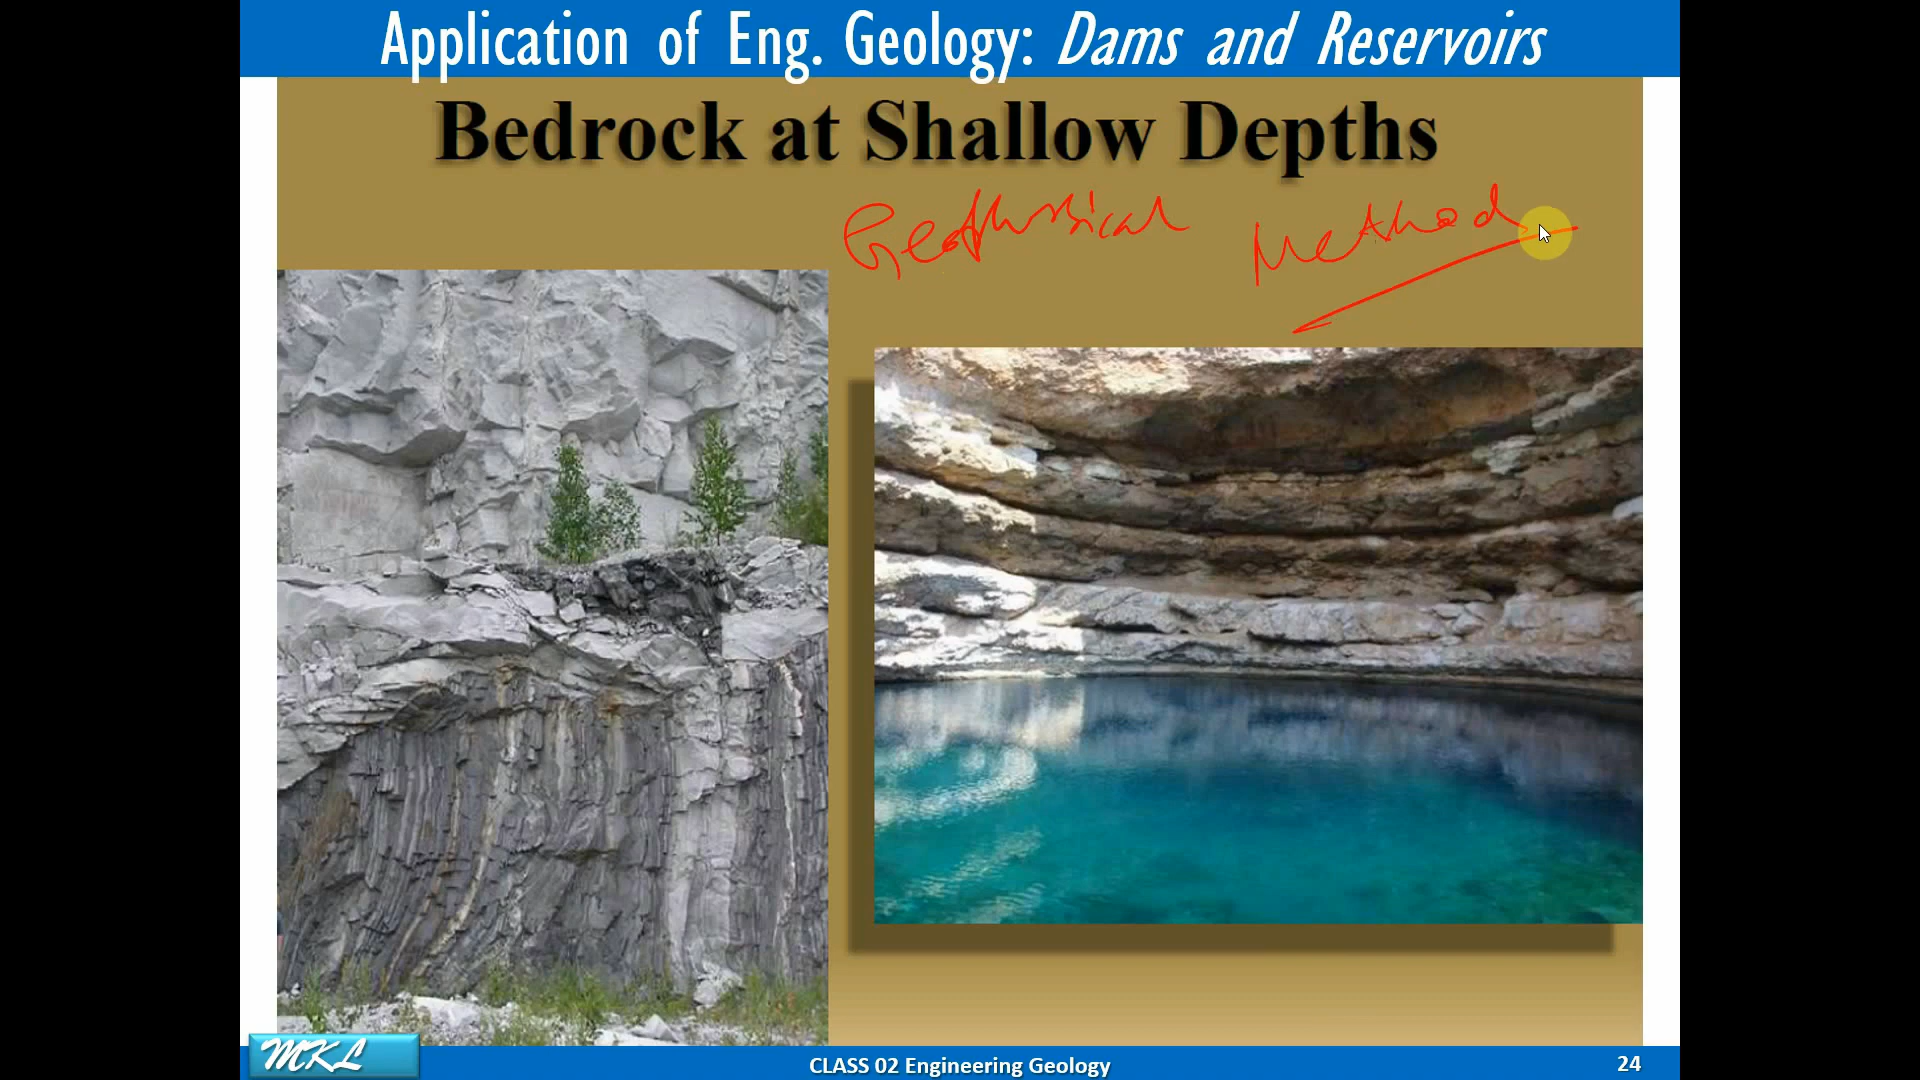 Application of Eng. Geology: Dams and Reservoirs
Bedrock at Shallow Depths
Geophysical Method
MKL
CLASS 02 Engineering Geology
24